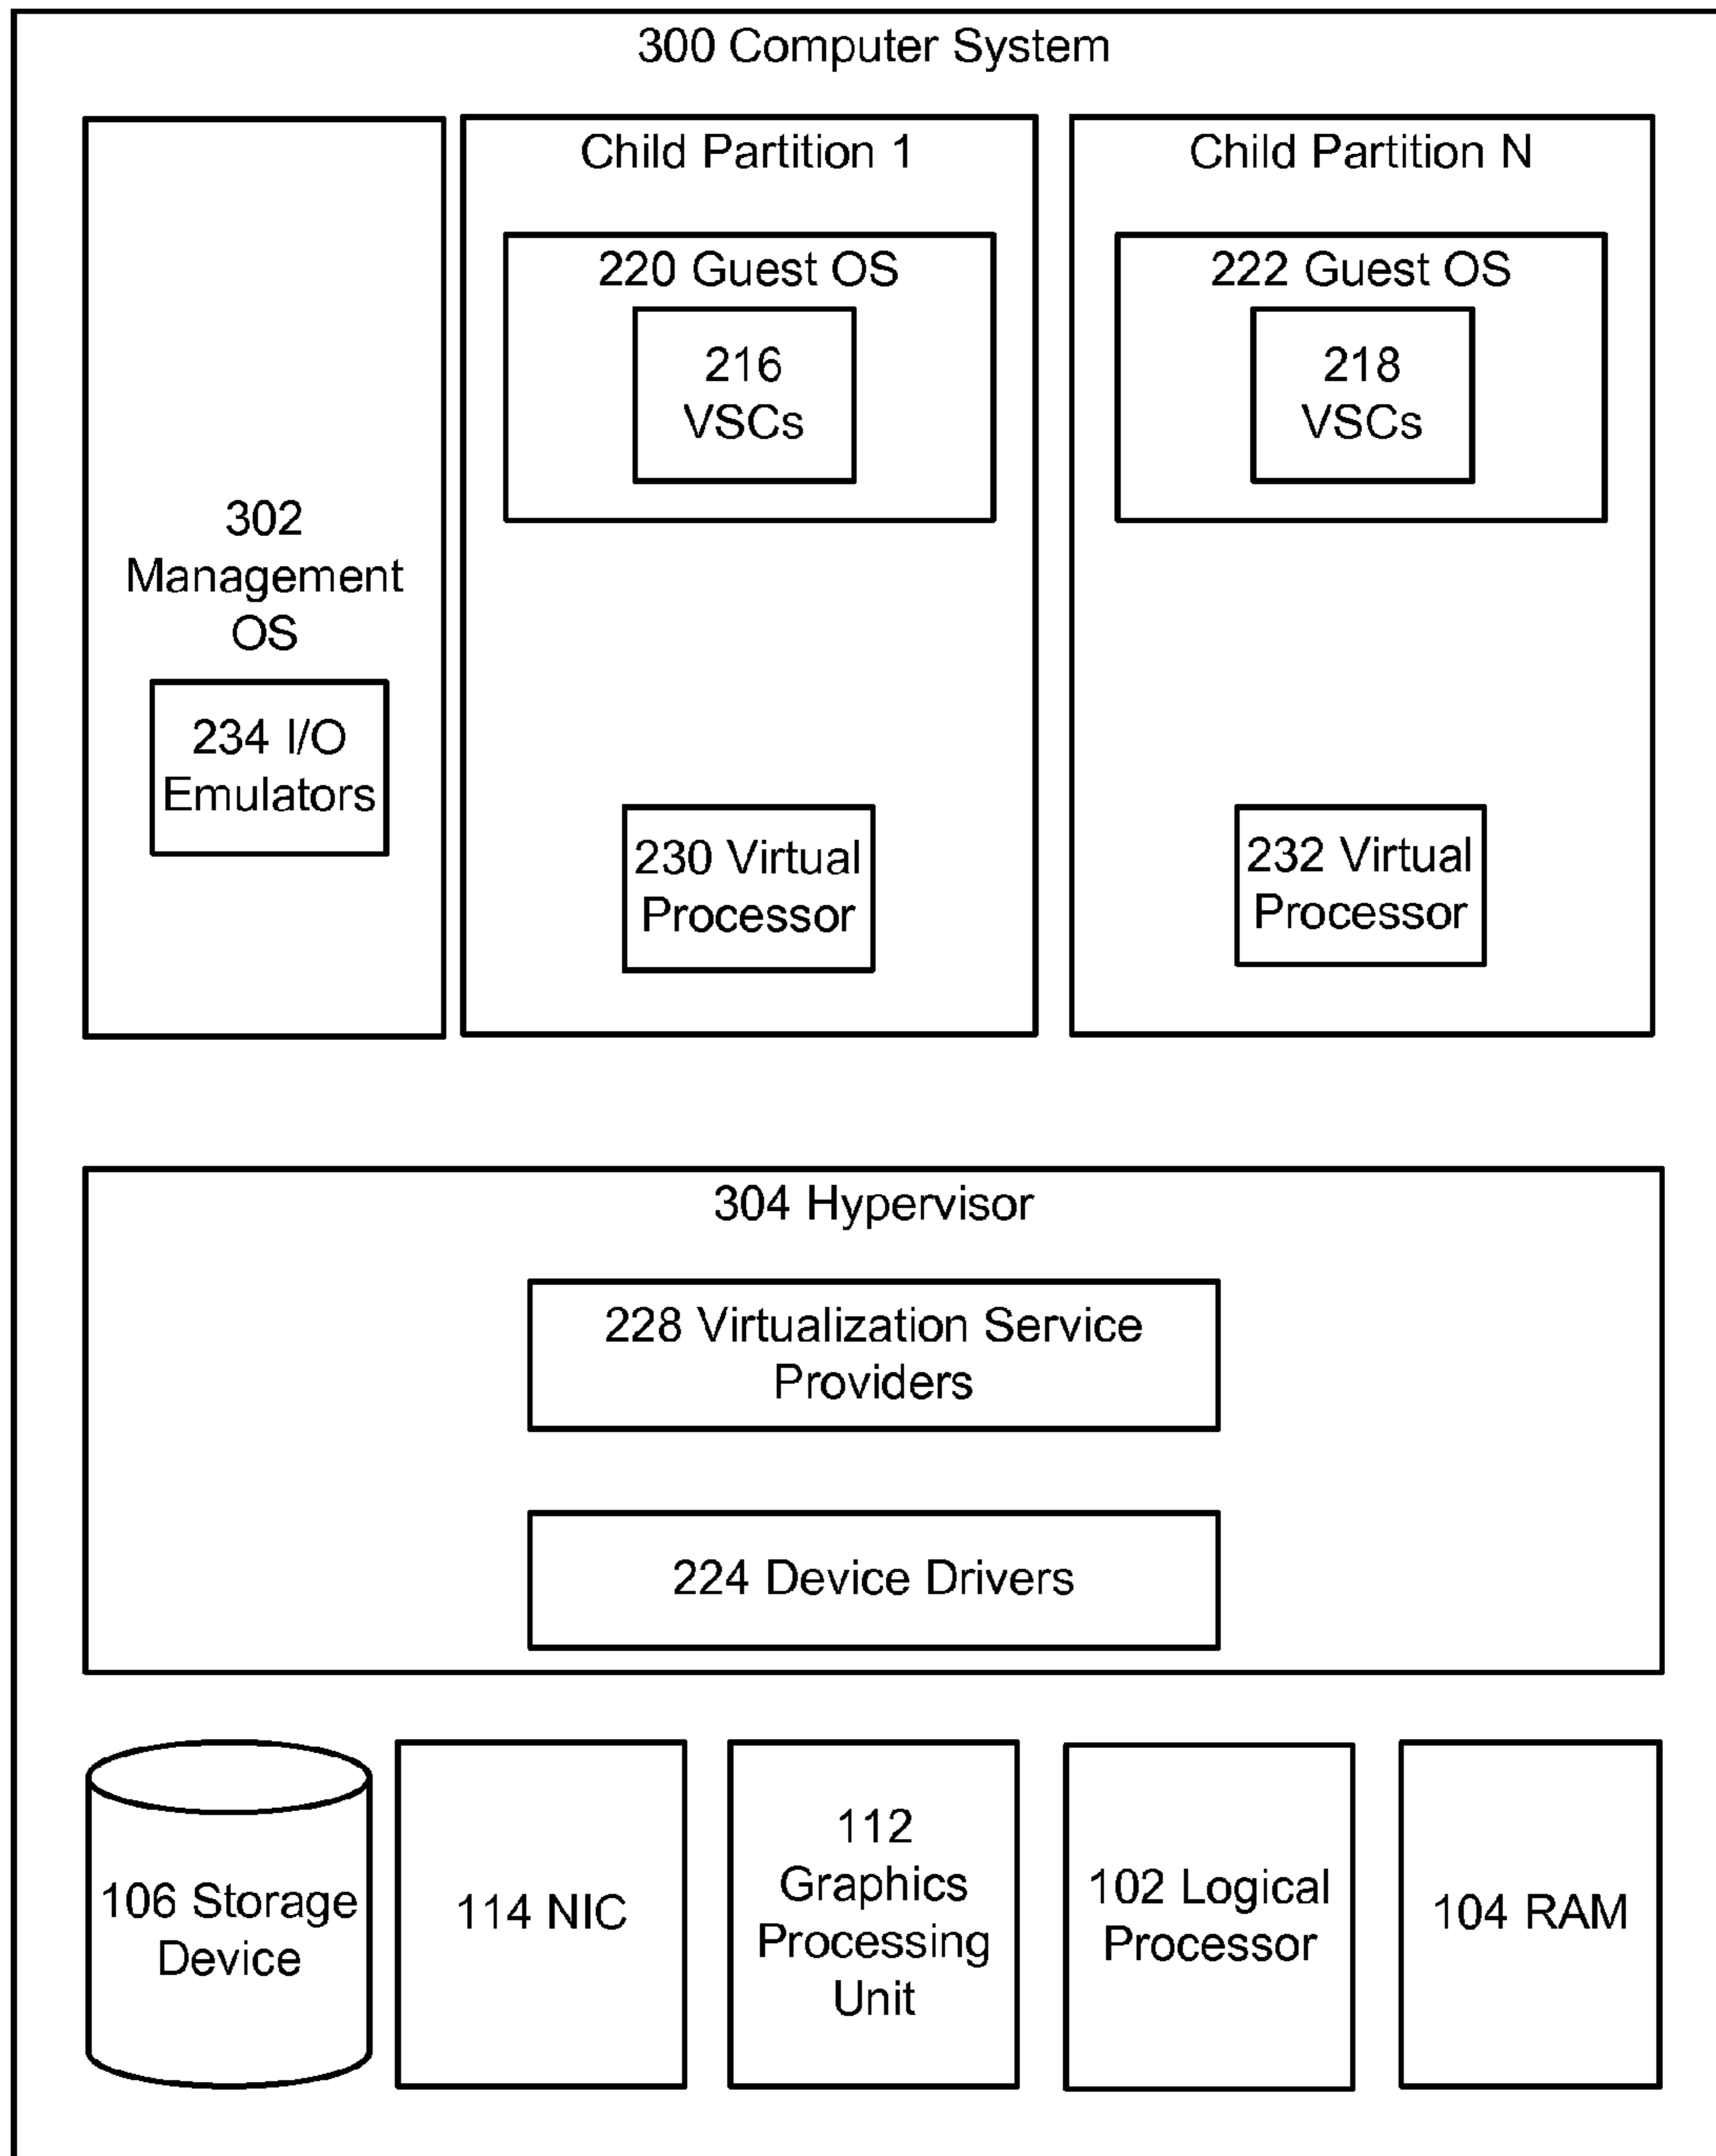 300 Computer System
302
Management
OS
234 I/O
Emulators
Child Partition 1
220 Guest OS
216
VSCs
230 Virtual
Processor
Child Partition N
222 Guest OS
218
VSCs
232 Virtual
Processor
304 Hypervisor
228 Virtualization Service
Providers
224 Device Drivers
106 Storage
Device
114 NIC
112
Graphics
Processing
Unit
102 Logical
Processor
104 RAM